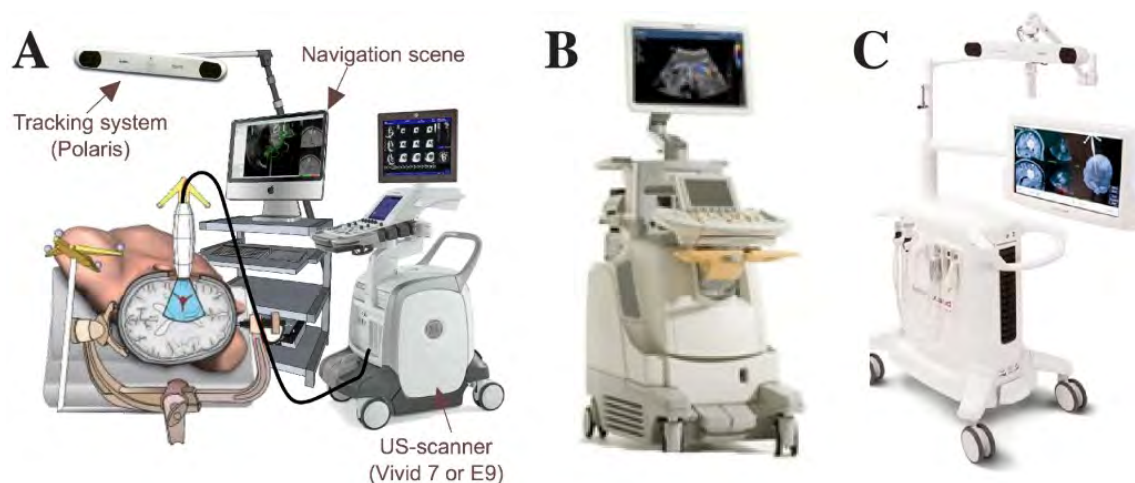 A
B
C
Navigation scene
Tracking system
(Polaris)
US-scanner
(Vivid 7 or E9)